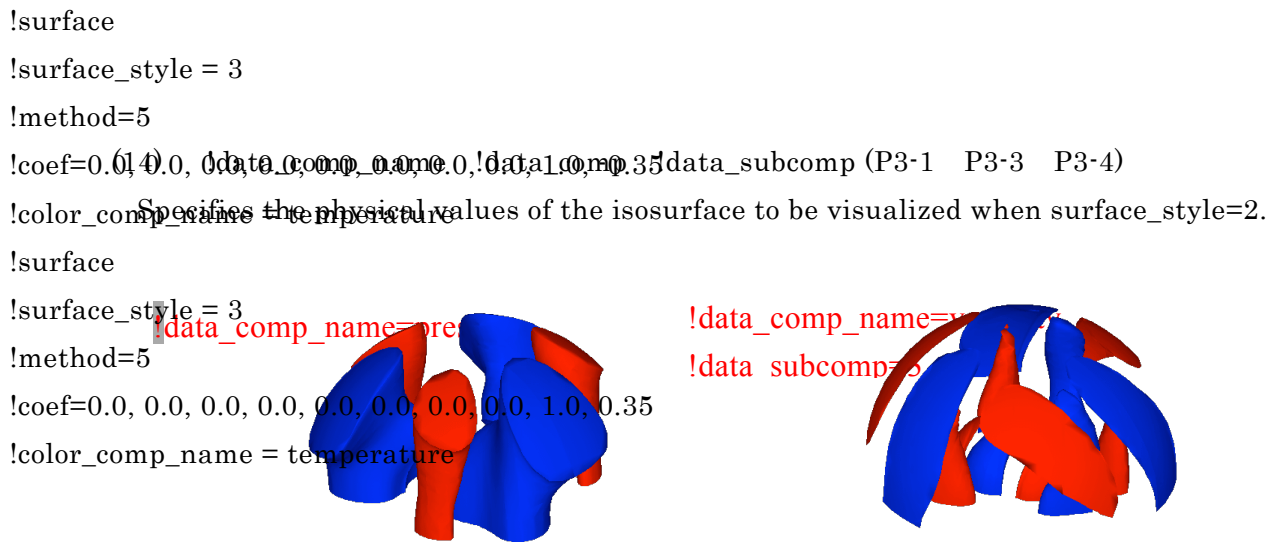 !surface
!surface_style = 3
!method=5
!coef=0.0, 0.0, 0.0, 0.0, 0.0, 0.0, 0.0, 0.0, 1.0, -0.35
(14) !data_comp_name !data_comp !data_subcomp (P3-1 P3-3 P3-4)
!color_comp_name = temperature
Specifies the physical values of the isosurface to be visualized when surface_style=2.
!surface
!surface_style = 3
!data_comp_name=pres
!data_comp_name=
!method=5
!data_subcomp=3
!coef=0.0, 0.0, 0.0, 0.0, 0.0, 0.0, 0.0, 0.0, 1.0, 0.35
!color_comp_name = temperature